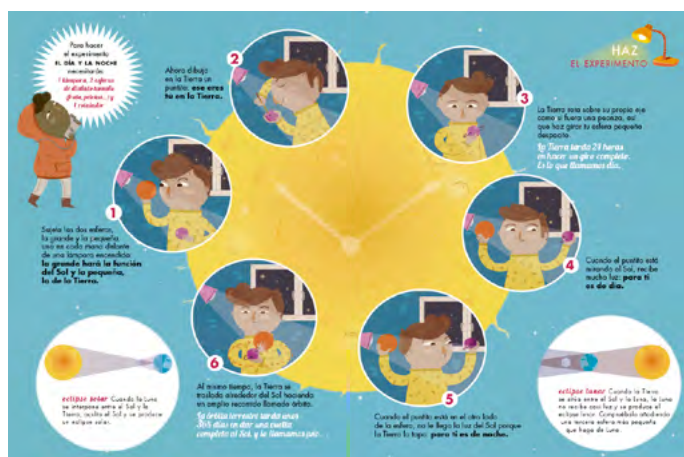 Para hacer
el experimento
EL DÍA Y LA NOCHE
necesitarás:
1 lámpara, 2 esferas
de distinto tamaño
y
1 rotulador
1
Sujeta las dos esferas,
la grande y la pequeña
una en cada mano delante
de una lámpara encendida:
la grande hará la función
del Sol y la pequeña,
la de la Tierra.
2
Ahora dibuja
en la Tierra un
puntito: ese eres
tú en la Tierra.
HAZ
EL EXPERIMENTO
3
La Tierra rota sobre su propio eje
como si fuera una peonza, así
que haz girar tu esfera pequeña
despacito.
La Tierra tarda 24 horas
en hacer un giro completo.
Es lo que llamamos día.
4
Cuando el puntito está
mirando al Sol, recibe
mucha luz: para ti
es de día.
5
Cuando el puntito está en el otro lado
de la esfera, no le llega la luz del Sol porque
la Tierra lo tapa: para ti es de noche.
6
Al mismo tiempo, la Tierra se
traslada alrededor del Sol haciendo
un amplio recorrido llamado órbita.
La órbita terrestre tarda unos
365 días en dar una vuelta
completa al Sol, y la llamamos
eclipse solar Cuando la Luna
se interpone entre el Sol y la
Tierra, oculta el Sol y se produce
un eclipse solar.
eclipse lunar Cuando la Tierra
se sitúa entre el Sol y la Luna, la luna
no recibe casi luz y se produce el
eclipse lunar. Compruébalo añadiendo
una tercera esfera más pequeña
que haga de Luna.